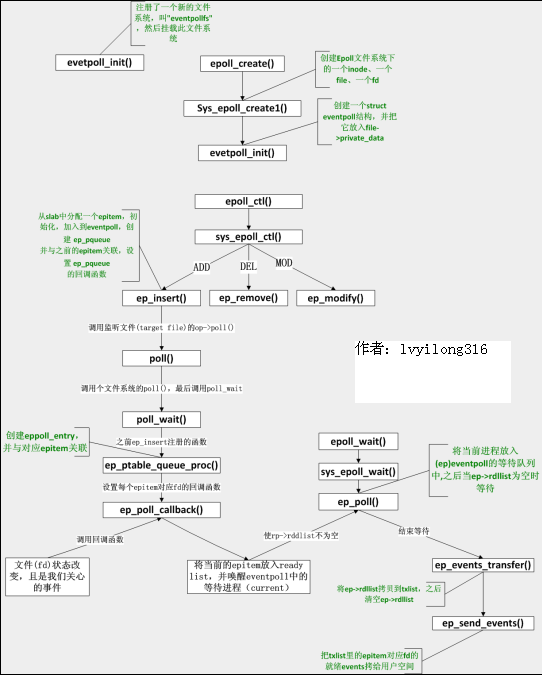 注册了一个新的文件
系统，叫"eventpollfs"
，然后挂载此文件系
统
evetpoll_init()
epoll_create()
创建Epoll文件系统下
的一个inode、一个
file、一个fd
Sys_epoll_create1()
创建一个struct
eventpoll结构，并把
它放入file-
>private_data
evetpoll_init()
epoll_ctl()
从slab中分配一个epitem，初
始化，加入到eventpoll，创
建 ep_pqueue
并与之前的epitem关联，设
置 ep_pqueue
的回调函数
sys_epoll_ctl()
ADD
DEL
MOD
ep_insert()
ep_remove()
ep_modify()
调用监听文件(target file)的op->poll()
poll()
作者：lvyilong316
调用个文件系统的poll()，最后调用poll_wait
poll_wait()
创建eppoll_entry，
并与对应epitem关联
之前ep_insert注册的函数
ep_ptable_queue_proc()
设置每个epitem对应fd的回调函数
ep_poll_callback()
epoll_wait()
sys_epoll_wait()
将当前进程放入
(ep)eventpoll的等待队列
中,之后当ep->rdllist为空时
等待
ep_poll()
调用回调函数
使rp->rddlist不为空
结束等待
文件(fd)状态改
变，且是我们关心
的事件
将当前的epitem放入ready
list，并唤醒eventpoll中的
等待进程（current）
ep_events_transfer()
将ep->rdllist拷贝到txlist，之后
清空ep->rdllist
ep_send_events()
把txlist里的epitem对应fd的
就绪events拷给用户空间